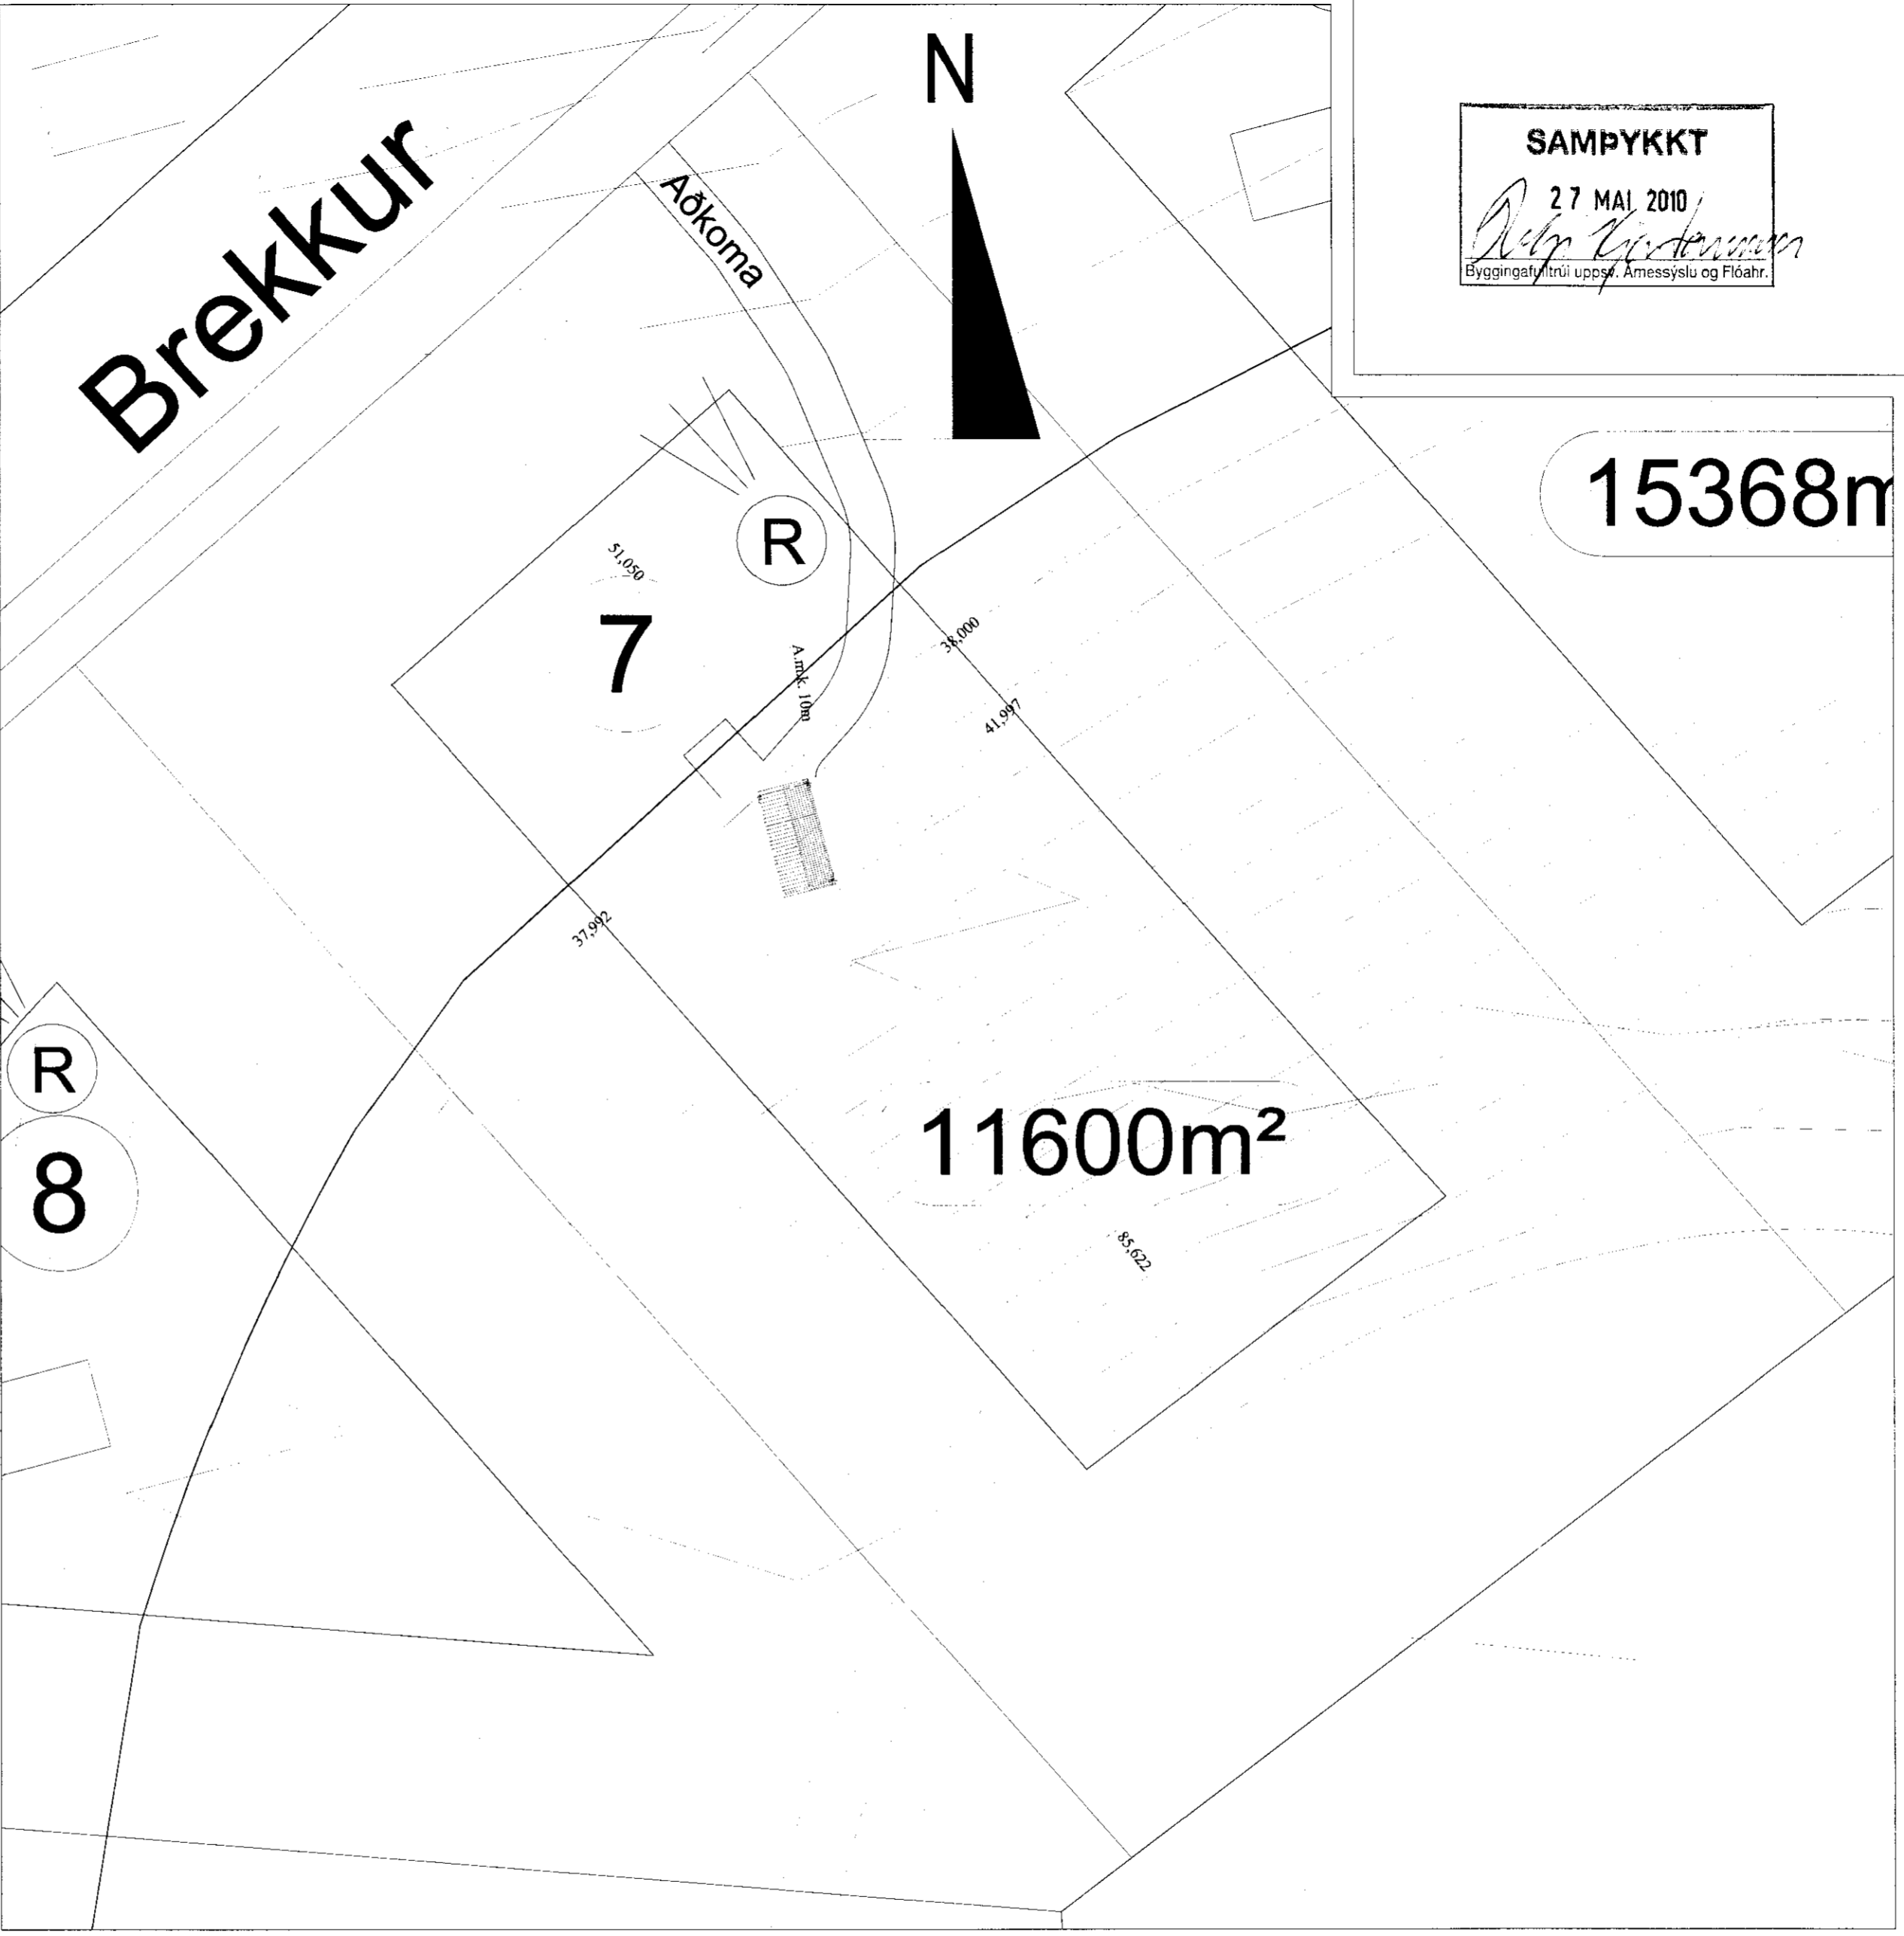 N
SAMÞYKKT
27 MAI 2010
Byggingafulltrúi uppsv. Árnessýslu og Flóahr.
Brekkur
Aðkoma
15368m
R
51,050
7
38,000
A.m.k. 10m
41,997
37,992
R
8
11600m²
85,622